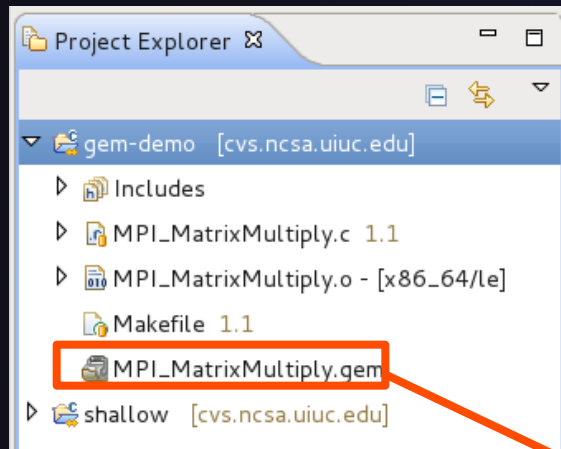 Project Explorer
gem-demo [cvs.ncsa.uiuc.edu]
Includes
MPI_MatrixMultiply.c 1.1
MPI_MatrixMultiply.o - [x86_64/le]
Makefile 1.1
MPI_MatrixMultiply.gem
shallow [cvs.ncsa.uiuc.edu]